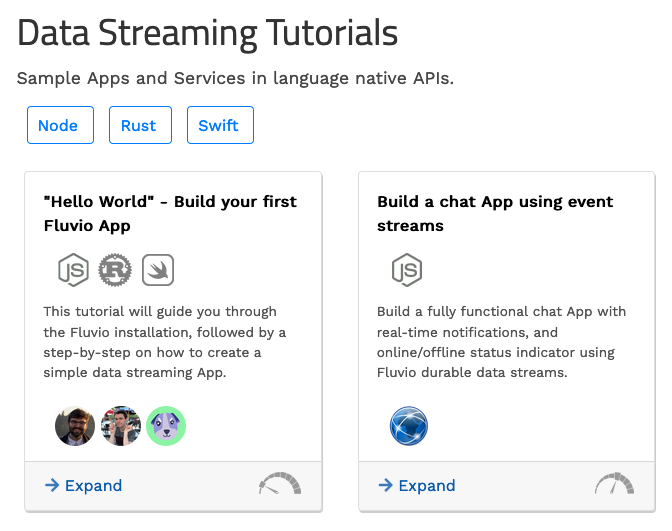 Data Streaming Tutorials
Sample Apps and Services in language native APIs.
Node Rust Swift
"Hello World" - Build your first
Fluvio App
JS R
This tutorial will guide you through
the Fluvio installation, followed by a
step-by-step on how to create a
simple data streaming App.
Expand
Build a chat App using event
streams
JS
Build a fully functional chat App with
real-time notifications, and
online/offline status indicator using
Fluvio durable data streams.
Expand